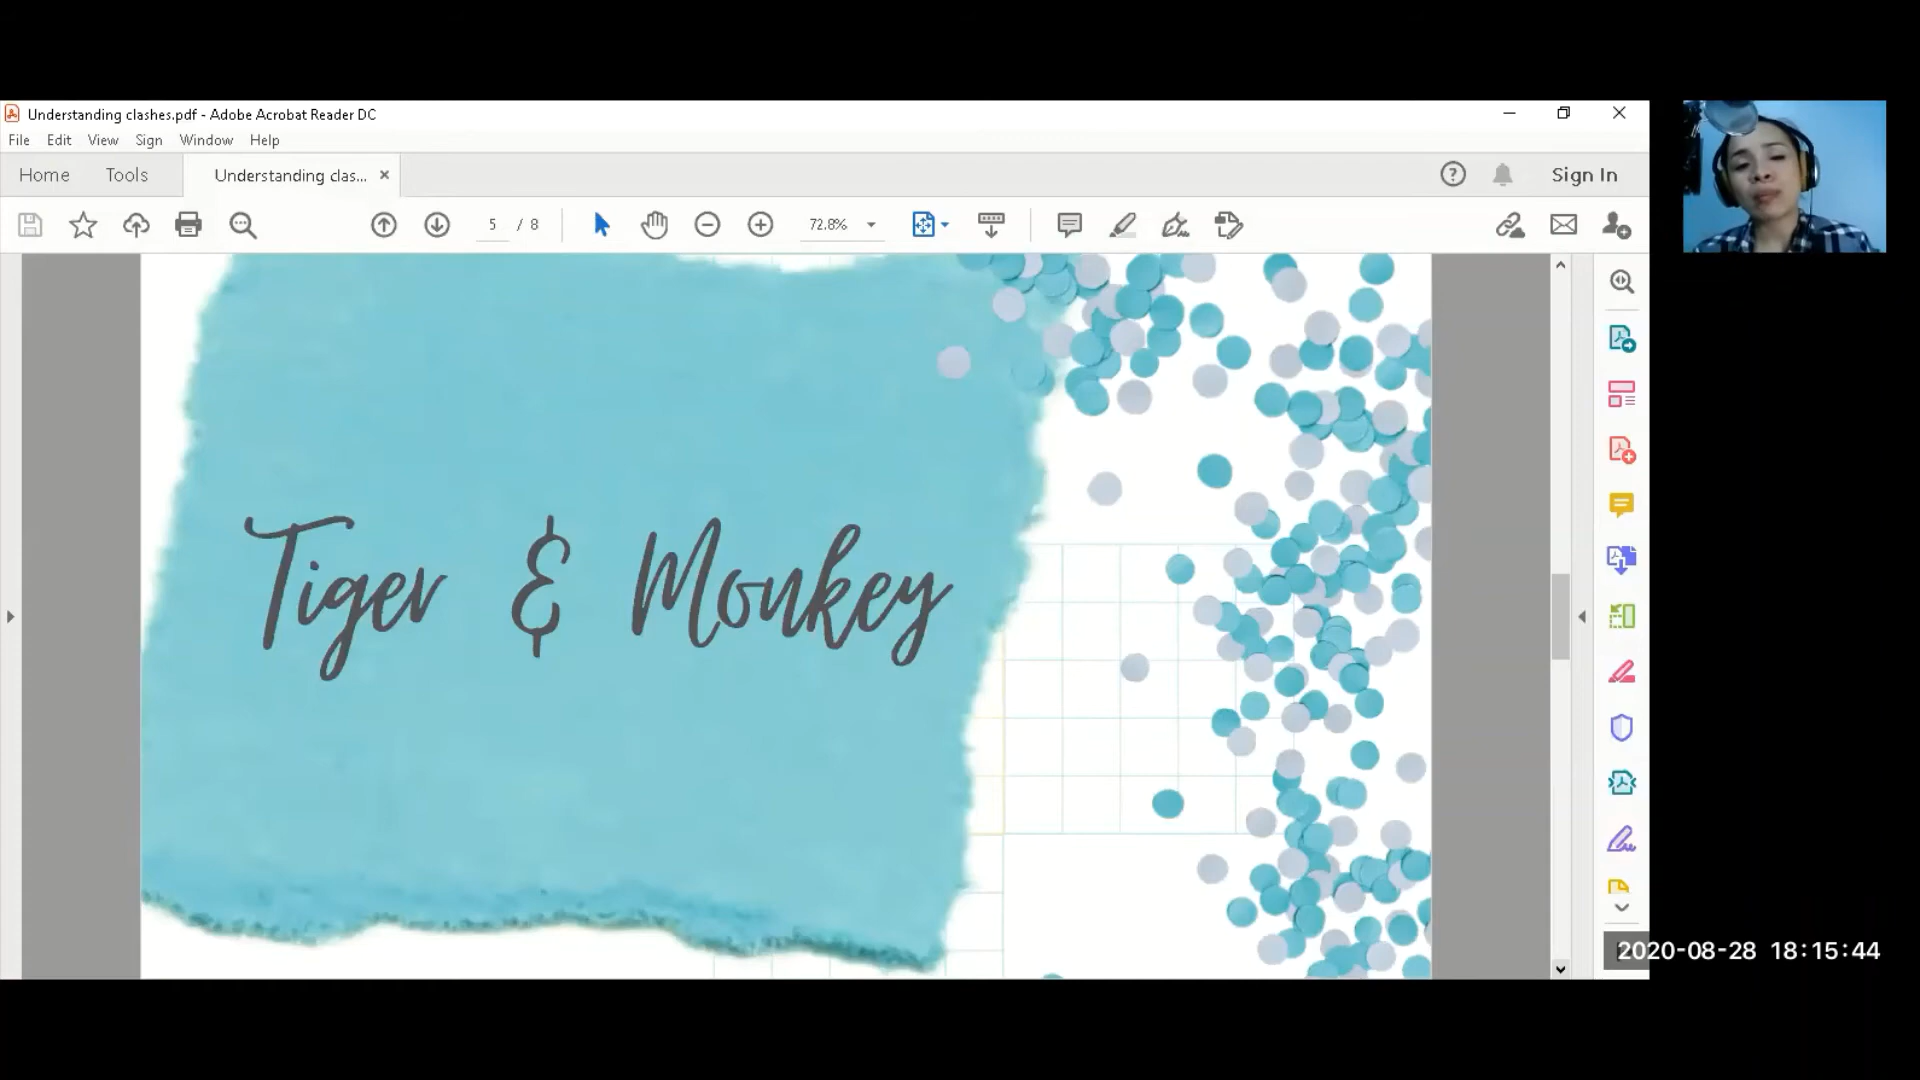 Understanding clashes.pdf - Adobe Acrobat Reader DC
File Edit View Sign Window Help
Home Tools Understanding clas... Sign In
5 / 8 72.8%
Tiger & Monkey
2020-08-28 18:15:44